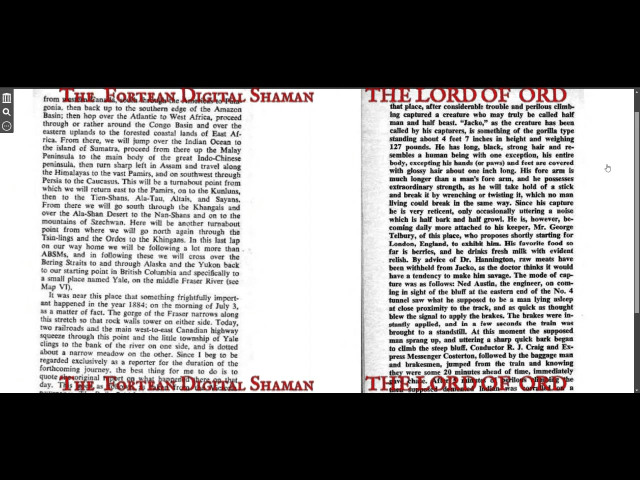 The Fortean Digital Shaman
gonia, then back up to the southern edge of the Amazon
Basin; then hop over the Atlantic to West Africa, proceed
through or rather around the Congo Basin and over the
eastern uplands to the forested coastal lands of East Af-
rica. From there, we will jump over the Indian Ocean to
the island of Sumatra, proceed from there up the Malay
Peninsula to the main body of the great Indo-Chinese
peninsula, then turn sharp left in Assam and travel along
the Himalayas to the vast Pamirs, and on southwest through
Persia to the Caucasus. This will be a turnabout point from
which we will return east to the Pamirs, on to the Kunluns,
then to the Tien-Shans, Ala-Tau, Altais, and Sayans.
From there we will go south through the Khangais and
over the Ala-Shan Desert to the Nan-Shans and on to the
mountains of Szechwan. Here will be another turnabout
point from where we will go north again through the
Tsin-lings and the Ordos to the Khingans. In this last lap
on our way home we will be following a lot more than
ABSMs, and in following these we will cross over the
Bering Straits to and through Alaska and the Yukon back
to our starting point in British Columbia and specifically to
a small place named Yale, on the middle Fraser River (see
Map VI).
It was near this place that something frightfully import-
ant happened in the year 1884; on the morning of July 3,
as a matter of fact. The gorge of the Fraser narrows along
this stretch so that rock walls tower on either side. Today,
two railroads and the main west-to-east Canadian highway
squeeze through this point and the little township of Yale
clings to the bank of the river on one side, and is dotted
about a narrow meadow on the other. Since I beg to be
regarded exclusively as a reporter for the duration of the
forthcoming journey, the best thing for me to do is to
quote the original report on what happened there on that
day.
The Fortean Digital Shaman
THE LORD OF ORD
that place, after considerable trouble and perilous climb-
ing captured a creature who may truly be called half
man and half beast. "Jacko," as the creature has been
called by his capturers, is something of the gorilla type
standing about 4 feet 7 inches in height and weighing
127 pounds. He has long, black, strong hair and re-
sembles a human being with one exception, his entire
body, excepting his hands (or paws) and feet are covered
with glossy hair about one inch long. His fore arm is
much longer than a man's fore arm, and he possesses
extraordinary strength, as he will take hold of a stick
and break it by wrenching or twisting it, which no man
living could break in the same way. Since his capture
he is very reticent, only occasionally uttering a noise
which is half bark and half growl. He is, however, be-
coming daily more attached to his keeper, Mr. George
Telbury, of this place, who proposes shortly starting for
London, England, to exhibit him. His favorite food so
far is berries, and he drinks fresh milk with evident
relish. By advice of Dr. Hannington, raw meats have
been withheld from Jacko, as the doctor thinks it would
have a tendency to make him savage. The mode of cap-
ture was as follows: Ned Austin, the engineer, on com-
ing in sight of the bluff at the eastern end of the No. 4
tunnel saw what he supposed to be a man lying asleep
at close proximity to the track, and as quick as thought
blew the signal to apply the brakes. The brakes were in-
stantly applied, and in a few seconds the train was
brought to a standstill. At this moment the supposed
man sprang up, and uttering a sharp quick bark began
to climb the steep bluff. Conductor R. J. Craig and Ex-
press Messenger Costerton, followed by the baggage man
and brakesmen, jumped from the train and knowing
they were some 20 minutes ahead of time, immediately
THE LORD OF ORD